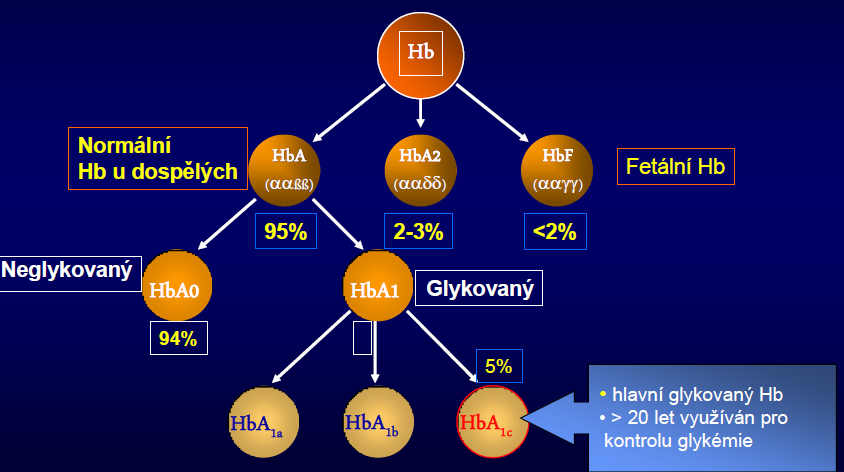 Hb
Normální
Hb u dospělých
HbA
(ααßß)
HbA2
(ααδδ)
HbF
(ααγγ)
Fetální Hb
95%
2-3%
<2%
Neglykovaný
HbA0
HbA1
Glykovaný
94%
5%
HbA1a
HbA1b
HbA1c
• hlavní glykovaný Hb
• > 20 let využíván pro
kontrolu glykémie